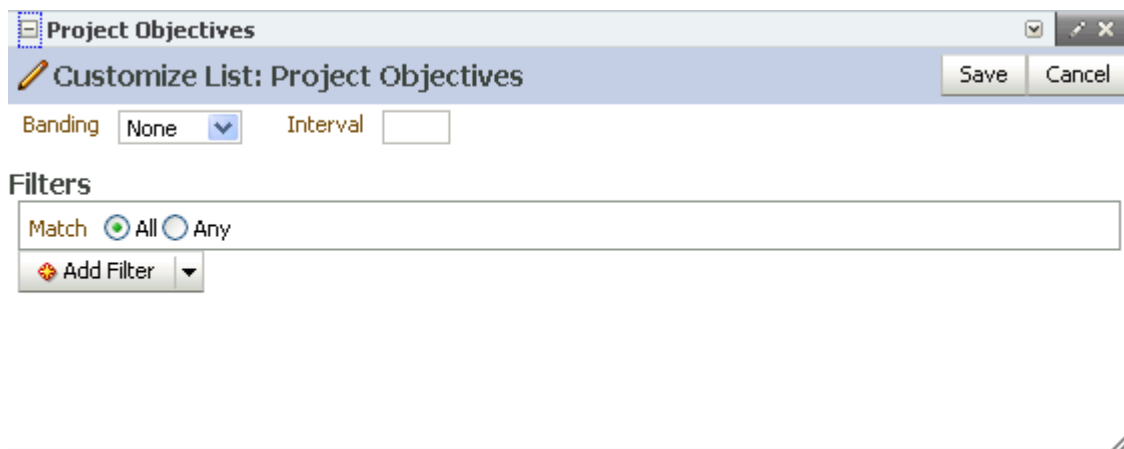 Project Objectives
Customize List: Project Objectives Save Cancel
Banding None Interval
Filters
Match All Any
Add Filter